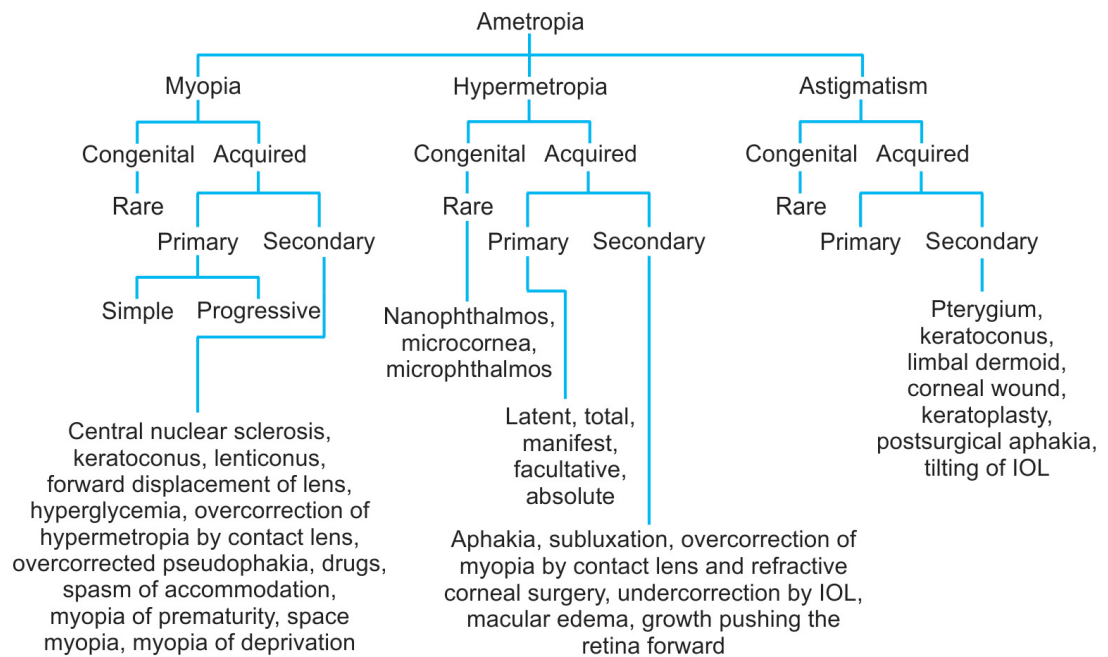 Ametropia
Myopia
Hypermetropia
Astigmatism
Congenital
Acquired
Congenital
Acquired
Congenital
Acquired
Rare
Rare
Rare
Primary
Secondary
Primary
Secondary
Primary
Secondary
Simple
Progressive
Nanophthalmos,
microcornea,
microphthalmos
Pterygium,
keratoconus,
limbal dermoid,
corneal wound,
keratoplasty,
postsurgical aphakia,
tilting of IOL
Latent, total,
manifest,
facultative,
absolute
Central nuclear sclerosis,
keratoconus, lenticonus,
forward displacement of lens,
hyperglycemia, overcorrection of
hypermetropia by contact lens,
overcorrected pseudophakia, drugs,
spasm of accommodation,
myopia of prematurity, space
myopia, myopia of deprivation
Aphakia, subluxation, overcorrection of
myopia by contact lens and refractive
corneal surgery, undercorrection by IOL,
macular edema, growth pushing the
retina forward